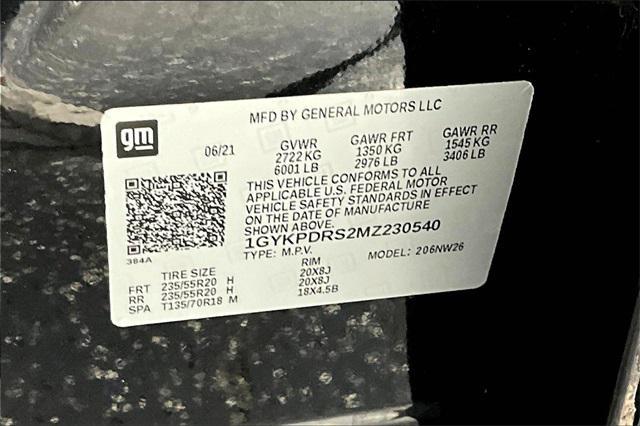 MFD BY GENERAL MOTORS LLC
gm
06/21 GVWR GAWR FRT GAWR RR
2722 KG 1350 KG 1545 KG
6001 LB 2976 LB 3406 LB
THIS VEHICLE CONFORMS TO ALL
APPLICABLE U.S. FEDERAL MOTOR
VEHICLE SAFETY STANDARDS IN EFFECT
ON THE DATE OF MANUFACTURE
SHOWN ABOVE.
1GYKPDRS2MZ230540
384A
TYPE: M.P.V. MODEL: 206NW26
TIRE SIZE RIM
FRT 235/55R20 H 20X8J
RR 235/55R20 H 20X8J
SPA T135/70R18 M 18X4.5B